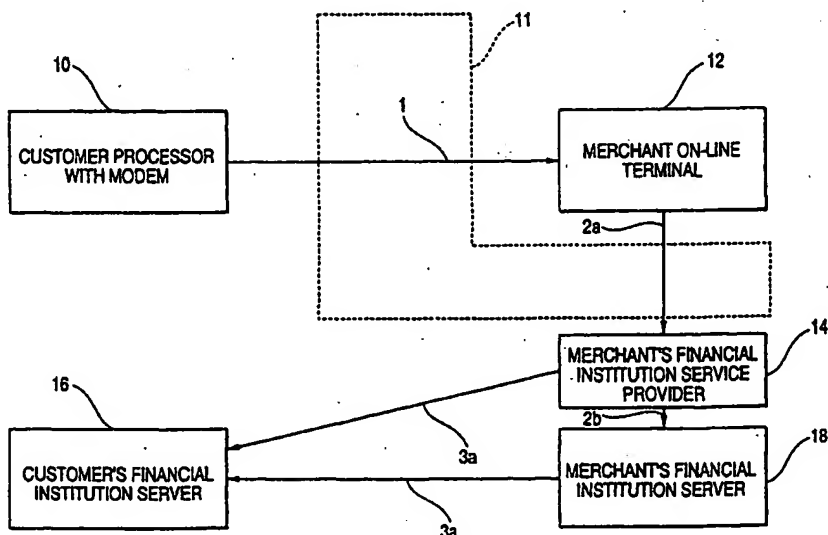 11
10
12
1
CUSTOMER PROCESSOR
WITH MODEM
MERCHANT ON-LINE
TERMINAL
2a
14
MERCHANT'S FINANCIAL
INSTITUTION SERVICE
PROVIDER
16
2b
18
3a
CUSTOMER'S FINANCIAL
INSTITUTION SERVER
MERCHANT'S FINANCIAL
INSTITUTION SERVER
3a